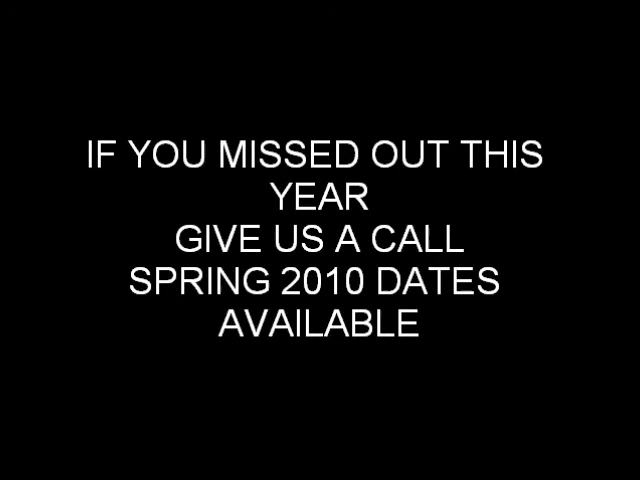 IF YOU MISSED OUT THIS
YEAR
GIVE US A CALL
SPRING 2010 DATES
AVAILABLE